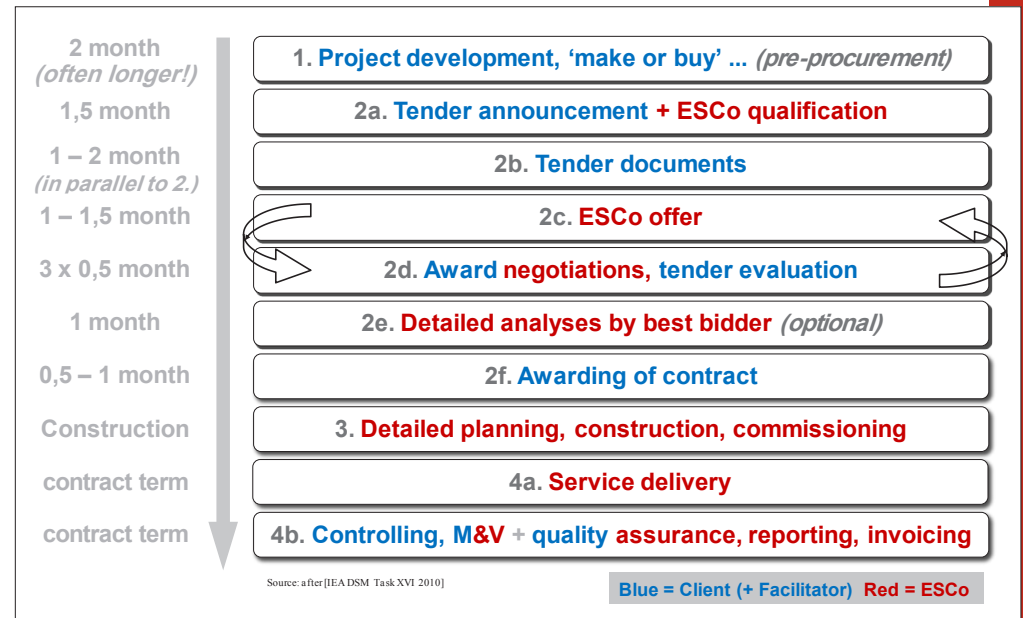 2 month
(often longer!)
1. Project development, ‘make or buy’ ... (pre-procurement)
1,5 month
2a. Tender announcement + ESCo qualification
1 – 2 month
(in parallel to 2.)
2b. Tender documents
1 – 1,5 month
2c. ESCo offer
3 x 0,5 month
2d. Award negotiations, tender evaluation
1 month
2e. Detailed analyses by best bidder (optional)
0,5 – 1 month
2f. Awarding of contract
Construction
3. Detailed planning, construction, commissioning
contract term
4a. Service delivery
contract term
4b. Controlling, M&V + quality assurance, reporting, invoicing
Source: after [IEA DSM Task XVI 2010]
Blue = Client (+ Facilitator) Red = ESCo